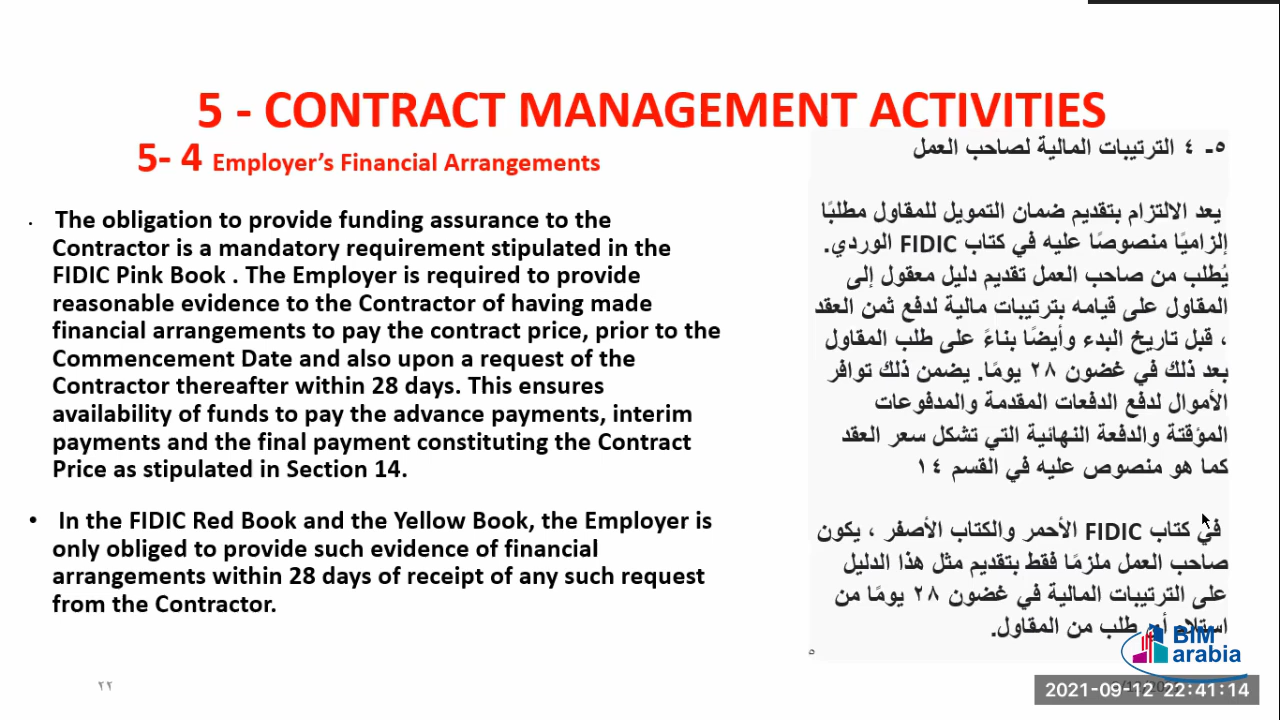 5 - CONTRACT MANAGEMENT ACTIVITIES
5- 4 Employer’s Financial Arrangements
· The obligation to provide funding assurance to the
Contractor is a mandatory requirement stipulated in the
FIDIC Pink Book . The Employer is required to provide
reasonable evidence to the Contractor of having made
financial arrangements to pay the contract price, prior to the
Commencement Date and also upon a request of the
Contractor thereafter within 28 days. This ensures
availability of funds to pay the advance payments, interim
payments and the final payment constituting the Contract
Price as stipulated in Section 14.
• In the FIDIC Red Book and the Yellow Book, the Employer is
only obliged to provide such evidence of financial
arrangements within 28 days of receipt of any such request
from the Contractor.
٥- ٤ الترتيبات المالية لصاحب العمل
يعد الالتزام بتقديم ضمان التمويل للمقاول مطلبًا
إلزاميًا منصوصًا عليه في كتاب FIDIC الوردي.
يُطلب من صاحب العمل تقديم دليل معقول إلى
المقاول على قيامه بترتيبات مالية لدفع ثمن العقد
، قبل تاريخ البدء وأيضًا بناءً على طلب المقاول
بعد ذلك في غضون ٢٨ يومًا. يضمن ذلك توافر
الأموال لدفع الدفعات المقدمة والمدفوعات
المؤقتة والدفعة النهائية التي تشكل سعر العقد
كما هو منصوص عليه في القسم ١٤
في كتاب FIDIC الأحمر والكتاب الأصفر ، يكون
صاحب العمل ملزمًا فقط بتقديم مثل هذا الدليل
على الترتيبات المالية في غضون ٢٨ يومًا من
استلام أي طلب من المقاول.
BIM
arabia
٢٢
2021-09-12 22:41:14